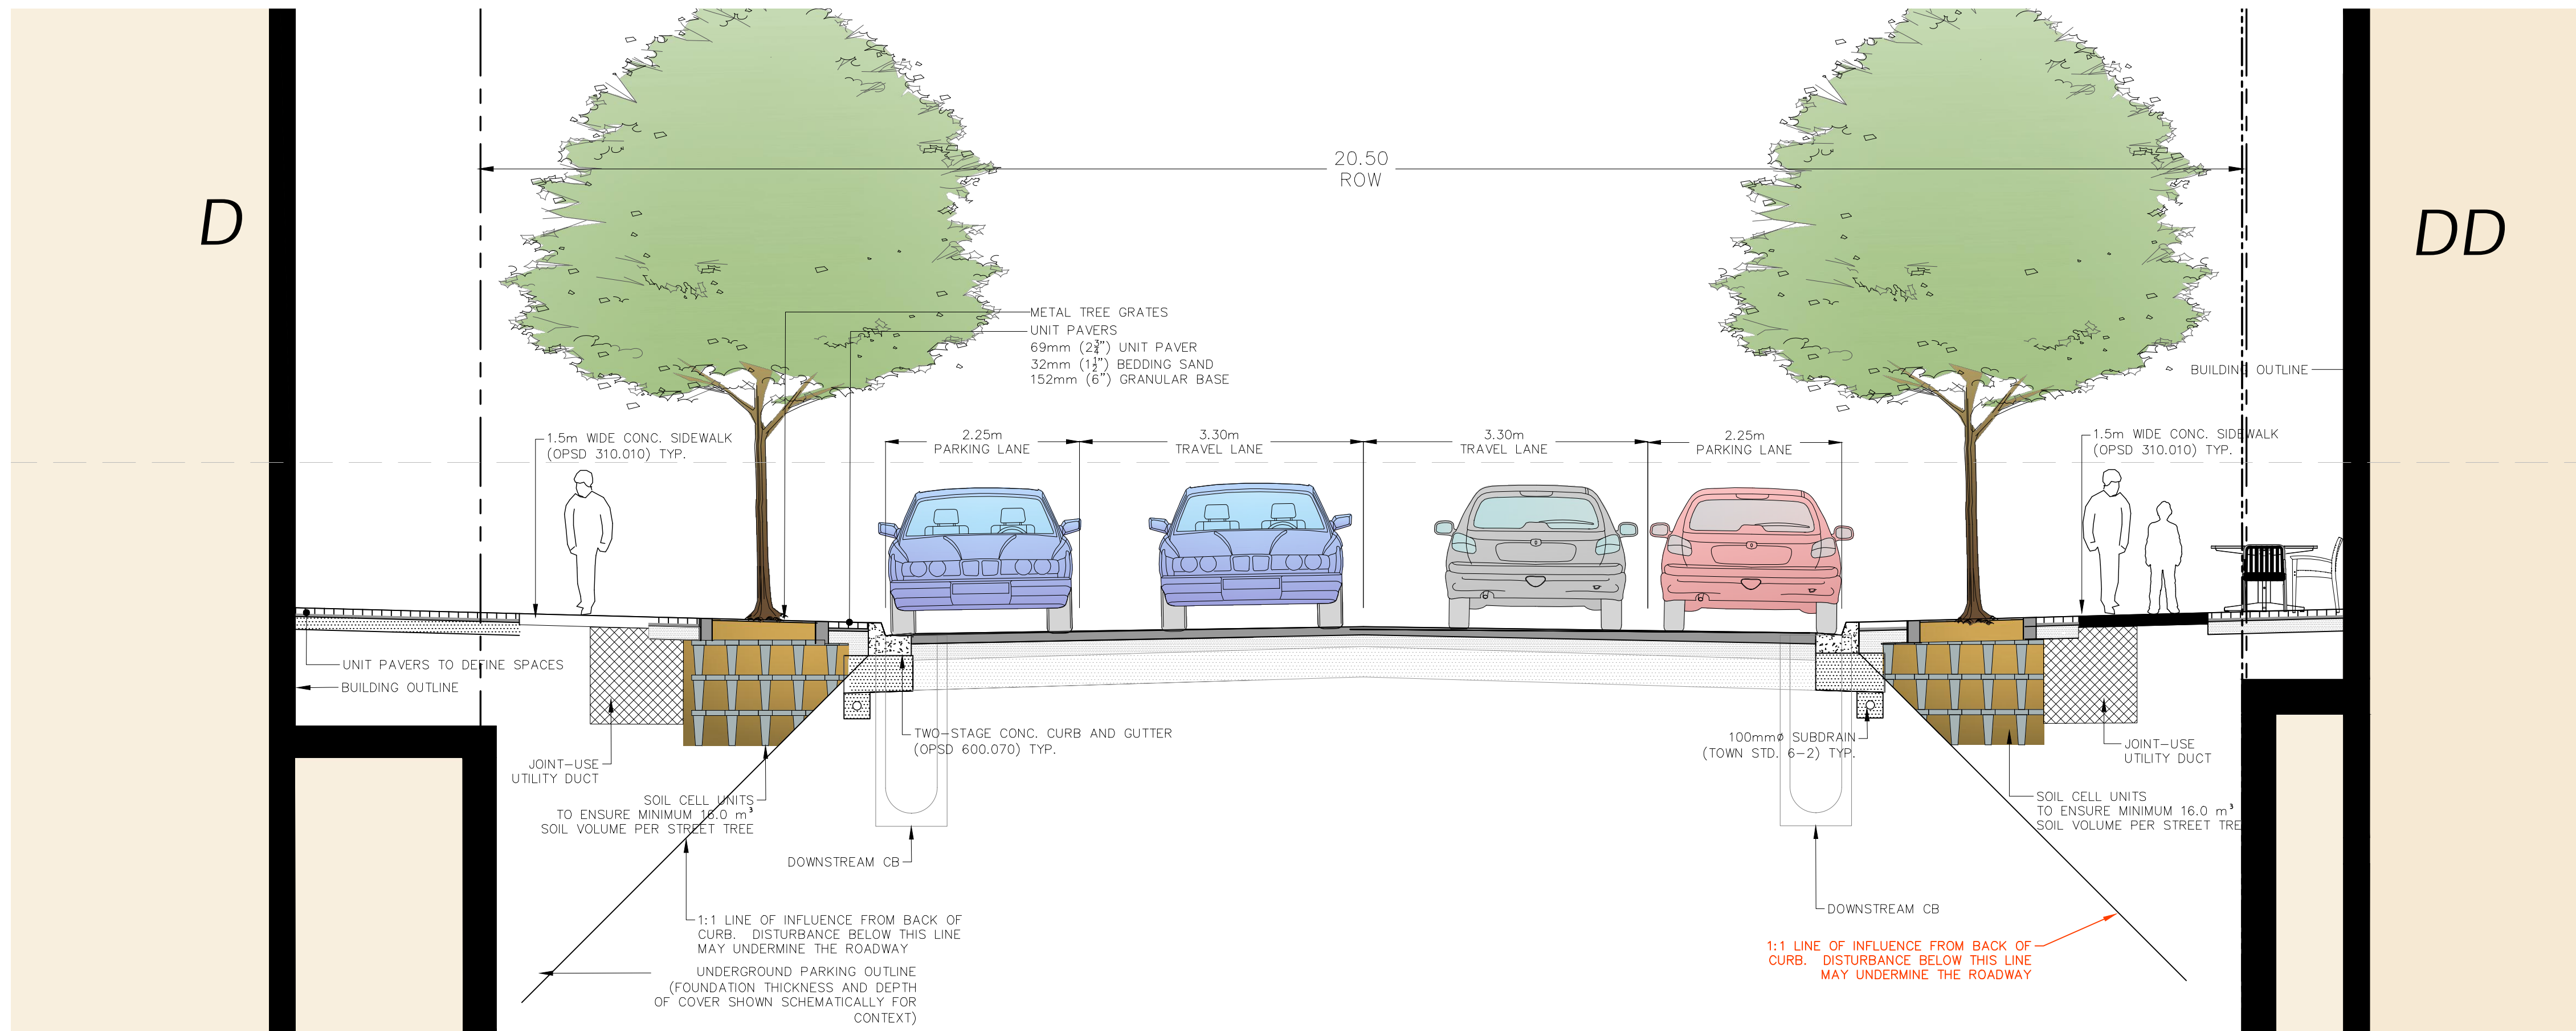 D
DD
20.50
ROW
METAL TREE GRATES
UNIT PAVERS
69mm (2¾") UNIT PAVER
32mm (1½") BEDDING SAND
152mm (6") GRANULAR BASE
BUILDING OUTLINE
1.5m WIDE CONC. SIDEWALK
(OPSD 310.010) TYP.
2.25m
PARKING LANE
3.30m
TRAVEL LANE
3.30m
TRAVEL LANE
2.25m
PARKING LANE
1.5m WIDE CONC. SIDEWALK
(OPSD 310.010) TYP.
UNIT PAVERS TO DEFINE SPACES
BUILDING OUTLINE
TWO-STAGE CONC. CURB AND GUTTER
(OPSD 600.070) TYP.
100mmø SUBDRAIN
(TOWN STD. 6-2) TYP.
JOINT-USE
UTILITY DUCT
JOINT-USE
UTILITY DUCT
SOIL CELL UNITS
TO ENSURE MINIMUM 16.0 m³
SOIL VOLUME PER STREET TREE
SOIL CELL UNITS
TO ENSURE MINIMUM 16.0 m³
SOIL VOLUME PER STREET TRE
DOWNSTREAM CB
DOWNSTREAM CB
1:1 LINE OF INFLUENCE FROM BACK OF
CURB. DISTURBANCE BELOW THIS LINE
MAY UNDERMINE THE ROADWAY
1:1 LINE OF INFLUENCE FROM BACK OF
CURB. DISTURBANCE BELOW THIS LINE
MAY UNDERMINE THE ROADWAY
UNDERGROUND PARKING OUTLINE
(FOUNDATION THICKNESS AND DEPTH
OF COVER SHOWN SCHEMATICALLY FOR
CONTEXT)